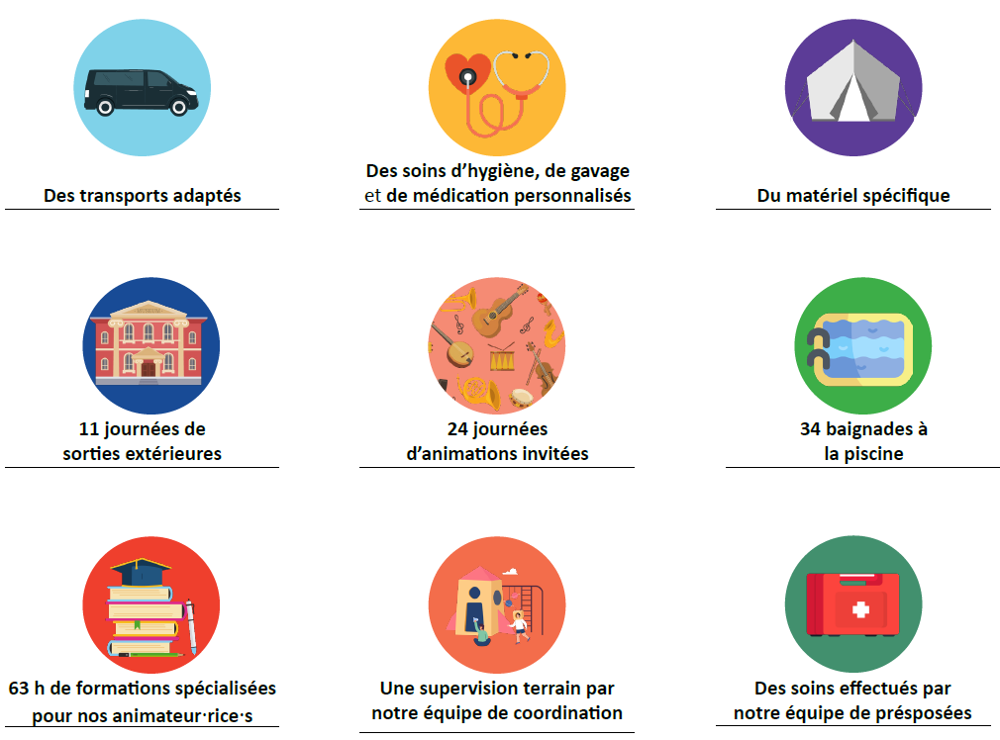 Des transports adaptés
Des soins d'hygiène, de gavage
et de médication personnalisés
Du matériel spécifique
11 journées de
sorties extérieures
24 journées
d'animations invitées
34 baignades à
la piscine
63 h de formations spécialisées
pour nos animateur·rice·s
Une supervision terrain par
notre équipe de coordination
Des soins effectués par
notre équipe de présposées